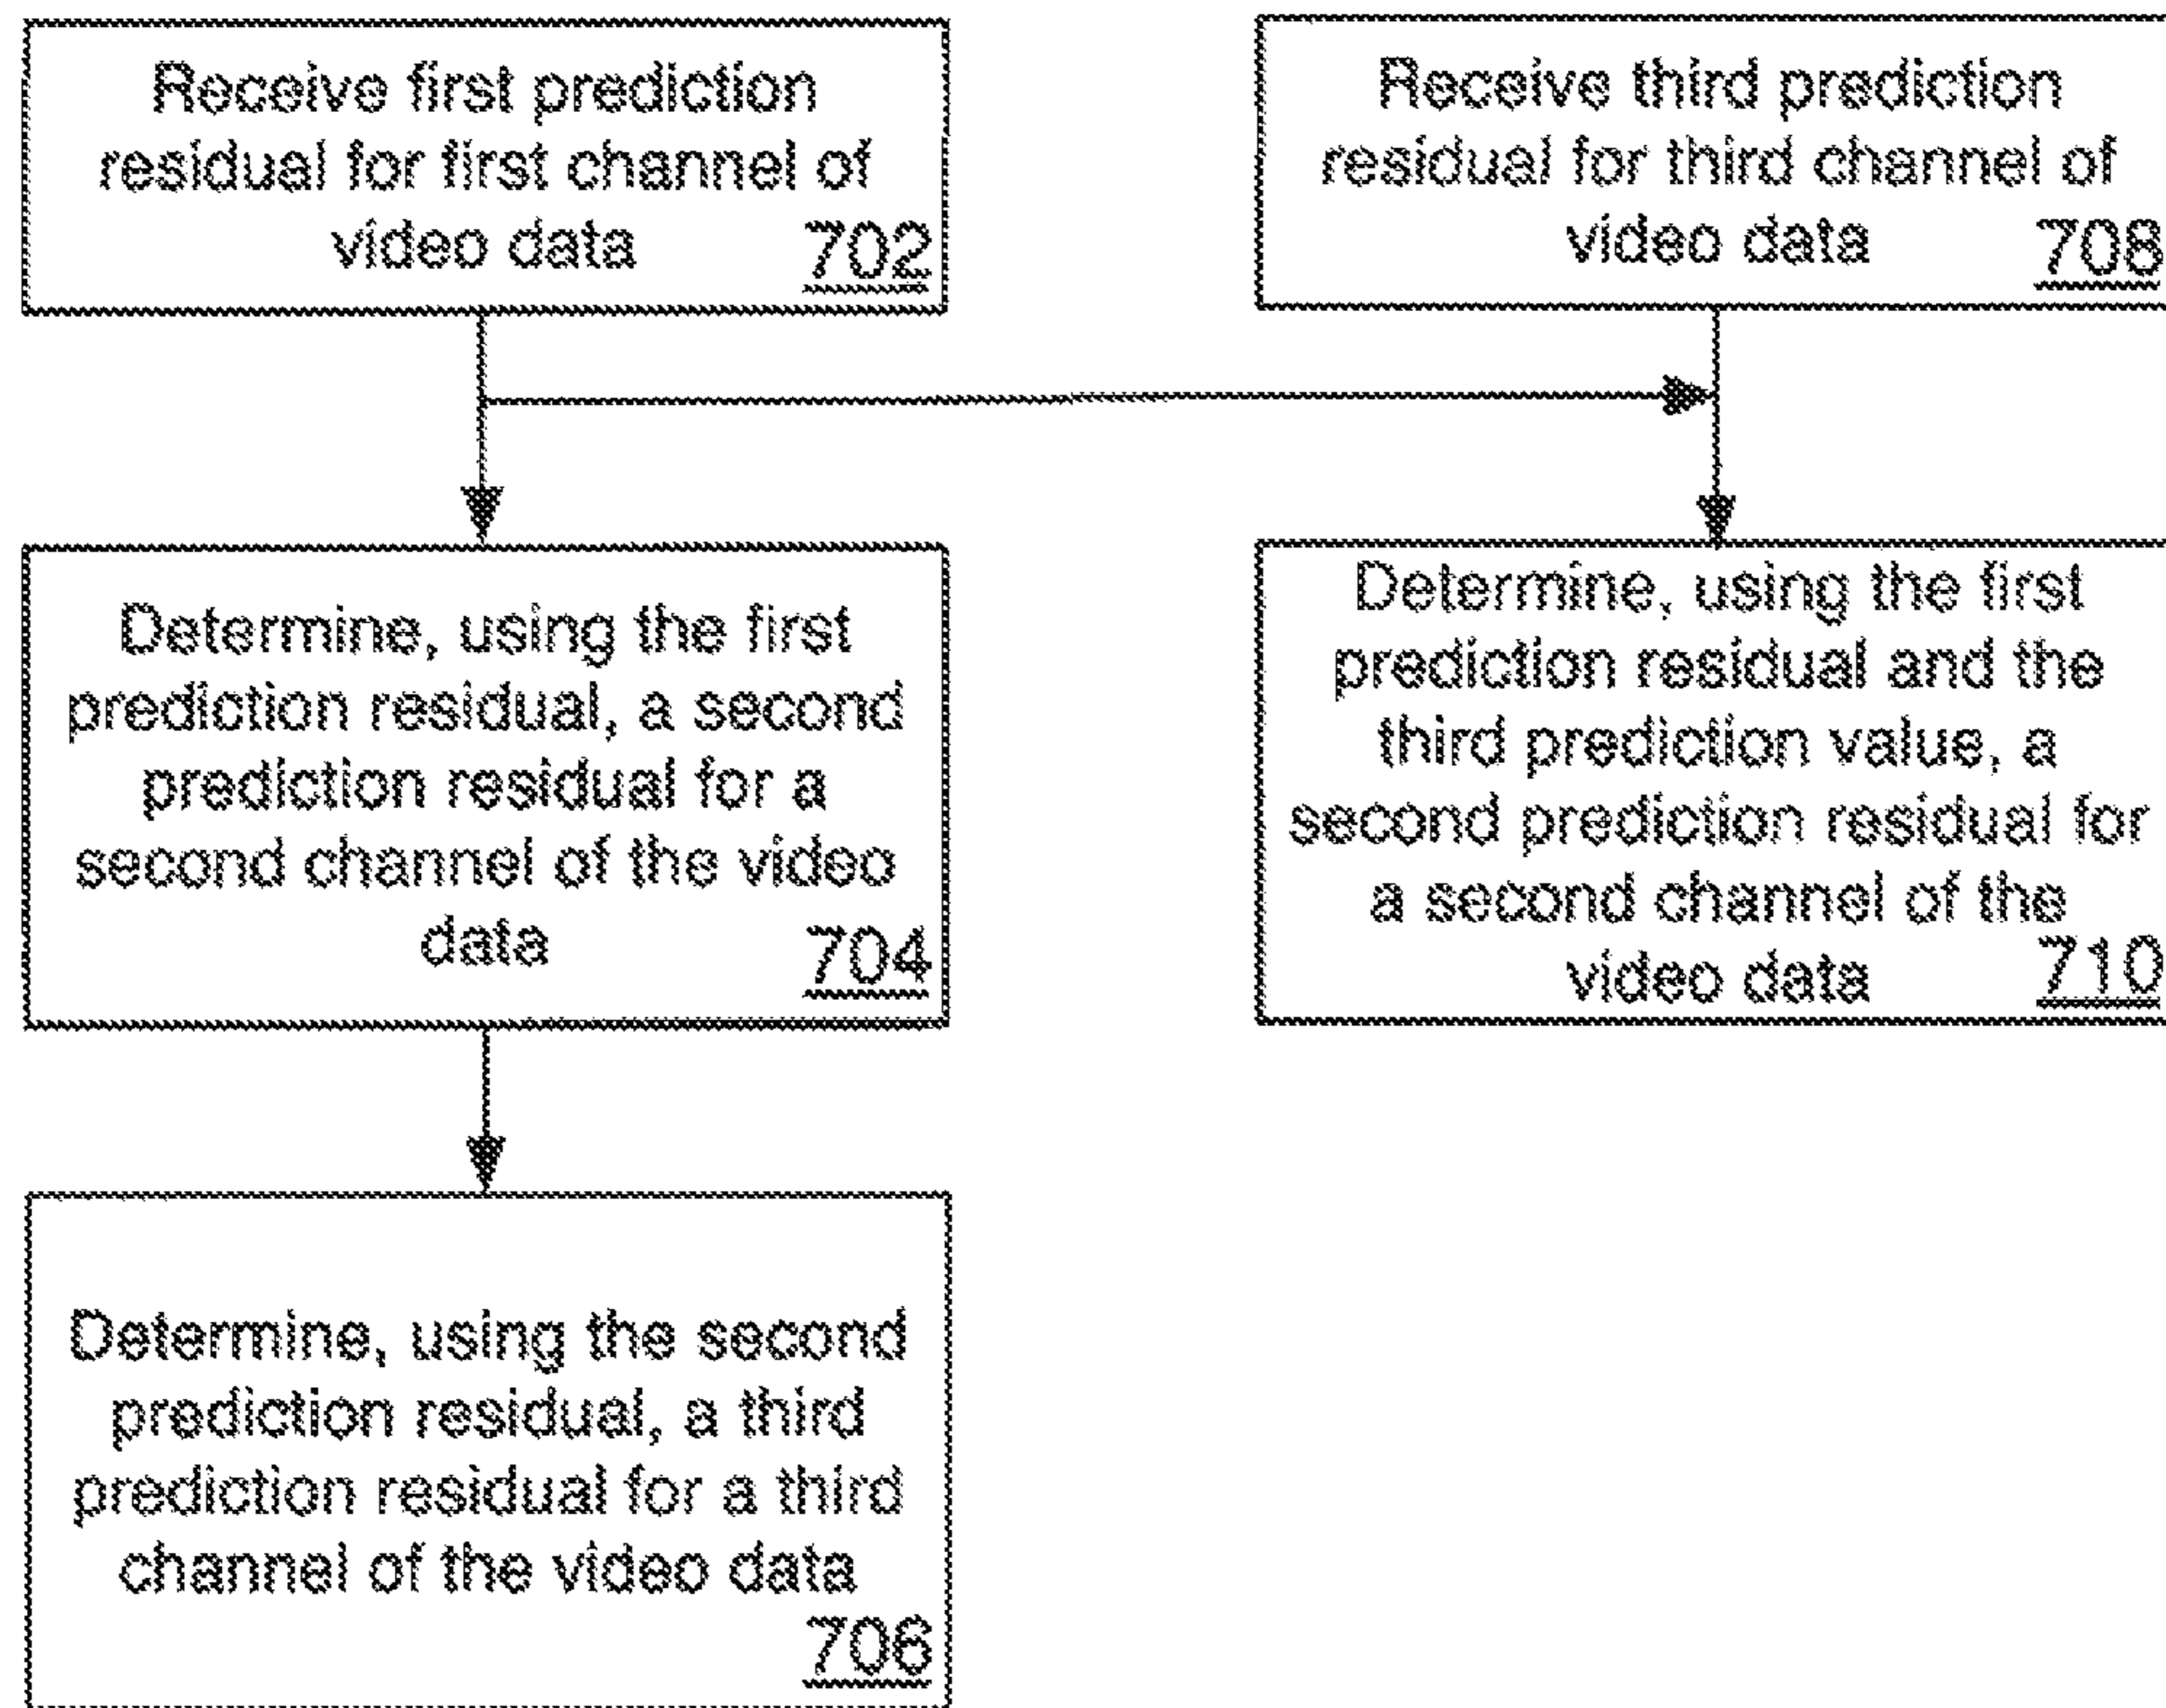 Receive first prediction
residual for first channel of
video data 702
Receive third prediction
residual for third channel of
video data 708
Determine, using the first
prediction residual, a second
prediction residual for a
second channel of the video
data 704
Determine, using the first
prediction residual and the
third prediction value, a
second prediction residual for
a second channel of the
video data 710
Determine, using the second
prediction residual, a third
prediction residual for a third
channel of the video data
706